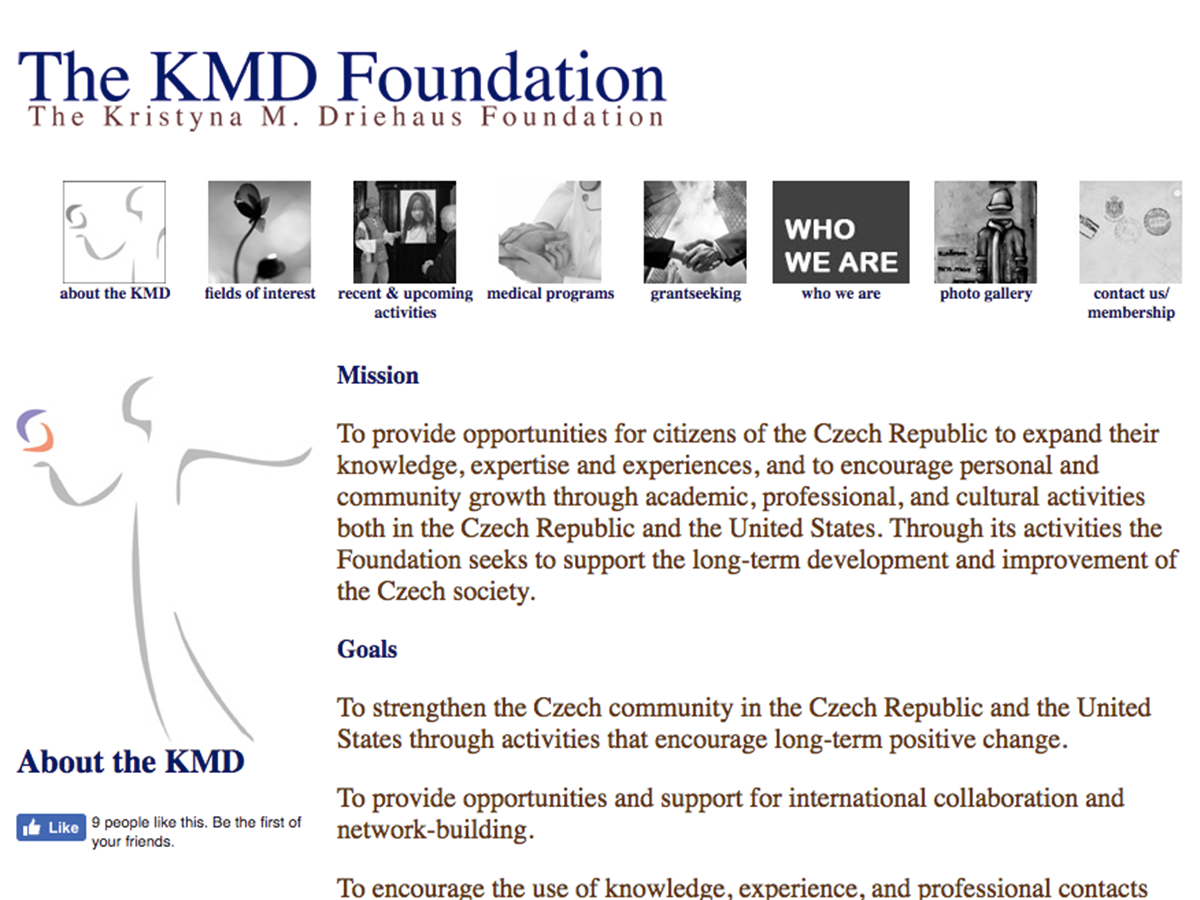 The KMD Foundation
The Kristyna M. Driehaus Foundation
WHO
WE ARE
about the KMD
fields of interest
recent & upcoming
activities
medical programs
grantseeking
who we are
photo gallery
contact us/
membership
Mission
To provide opportunities for citizens of the Czech Republic to expand their
knowledge, expertise and experiences, and to encourage personal and
community growth through academic, professional, and cultural activities
both in the Czech Republic and the United States. Through its activities the
Foundation seeks to support the long-term development and improvement of
the Czech society.
Goals
To strengthen the Czech community in the Czech Republic and the United
States through activities that encourage long-term positive change.
To provide opportunities and support for international collaboration and
network-building.
To encourage the use of knowledge, experience, and professional contacts
About the KMD
Like
9 people like this. Be the first of
your friends.